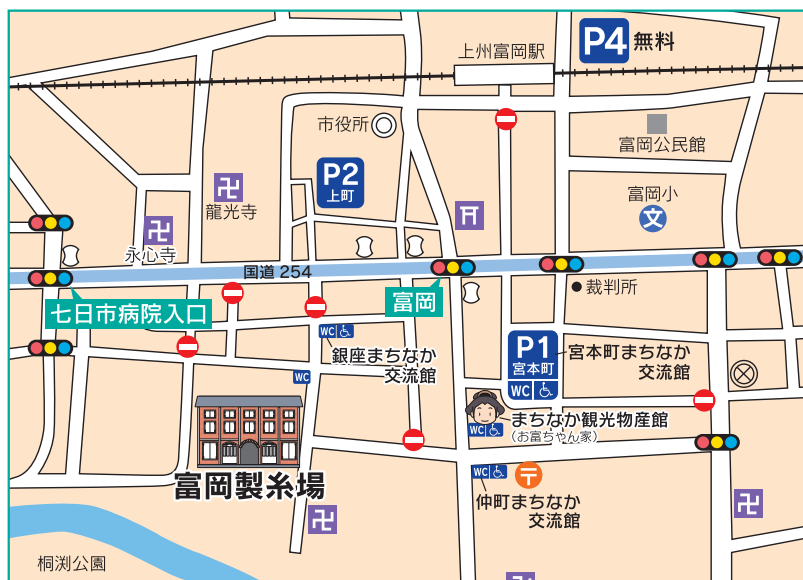 上州富岡駅
P4 無料
市役所
富岡公民館
P2
上町
龍光寺
富岡小
文
永心寺
国道 254
七日市病院入口
富岡
裁判所
WC
銀座まちなか
交流館
P1
宮本町
WC
宮本町まちなか
交流館
WC
まちなか観光物産館
(お富ちゃん家)
WC
富岡製糸場
WC
仲町まちなか
交流館
桐渕公園